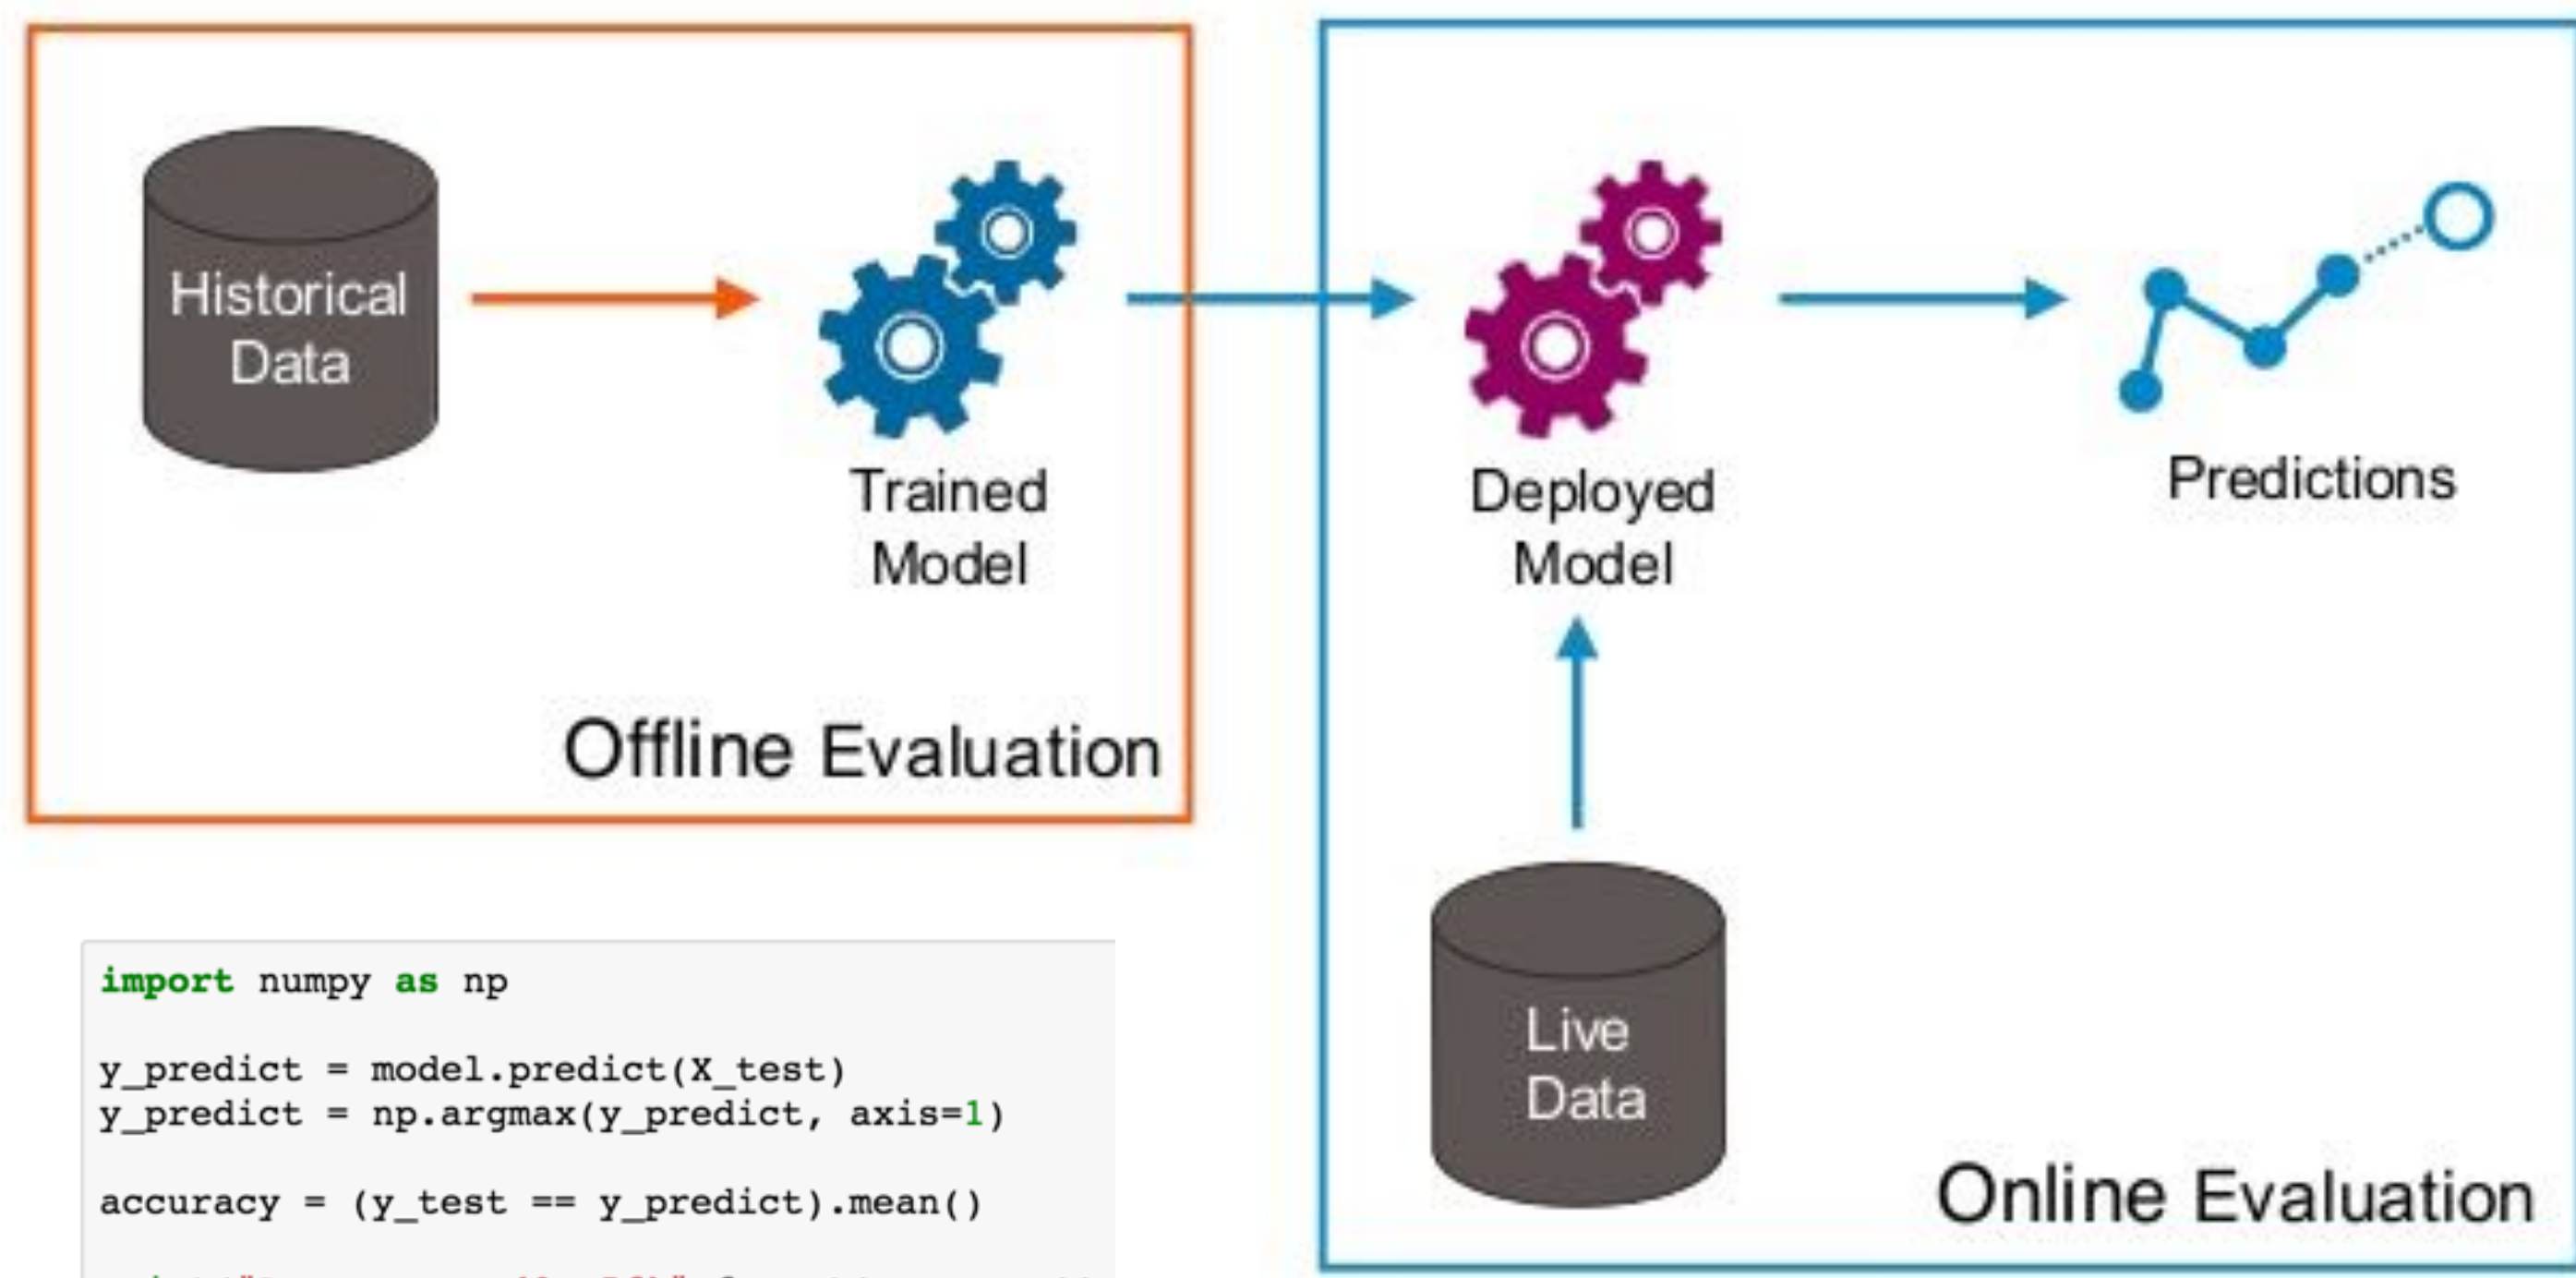 Historical
Data
Trained
Model
Offline Evaluation
Deployed
Model
Predictions
Live
Data
Online Evaluation
import numpy as np
y_predict = model.predict(X_test)
y_predict = np.argmax(y_predict, axis=1)
accuracy = (y_test == y_predict).mean()